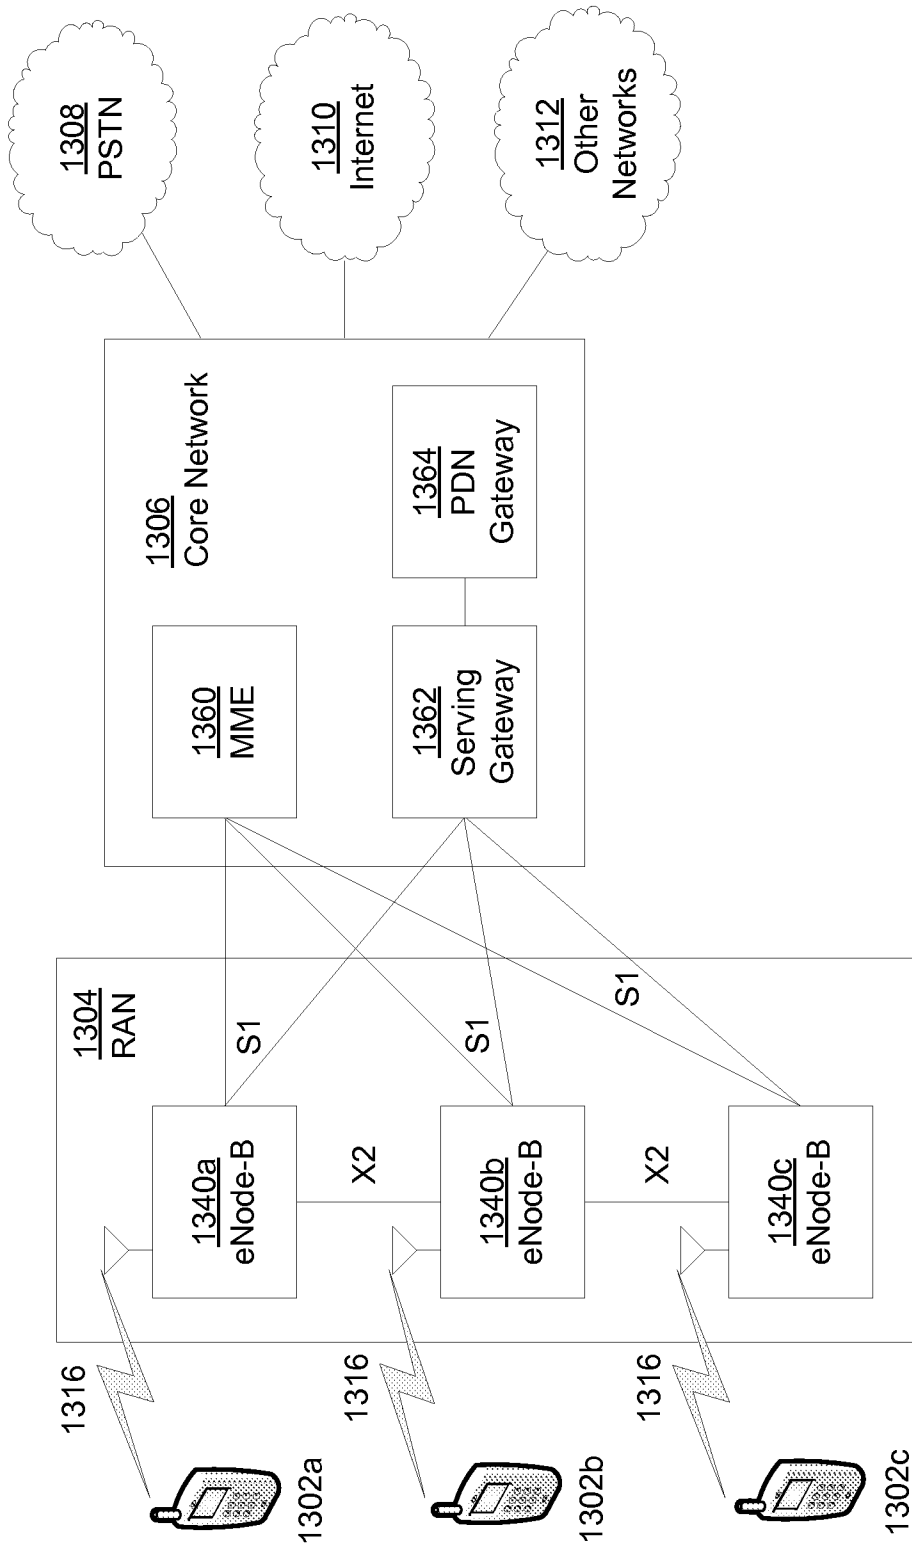 1302a
1316
1304
RAN
1340a
eNode-B
S1
X2
1302b
1316
1340b
eNode-B
S1
X2
1302c
1316
1340c
eNode-B
S1
1306
Core Network
1360
MME
1362
Serving
Gateway
1364
PDN
Gateway
1308
PSTN
1310
Internet
1312
Other
Networks